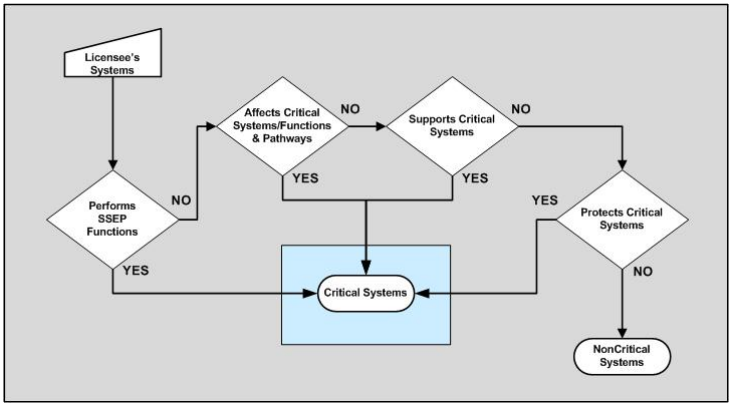 Licensee's
Systems
Affects Critical
Systems/Functions
& Pathways
NO
Supports Critical
Systems
NO
YES
YES
Performs
SSEP
Functions
NO
YES
Protects Critical
Systems
YES
NO
Critical Systems
NonCritical
Systems